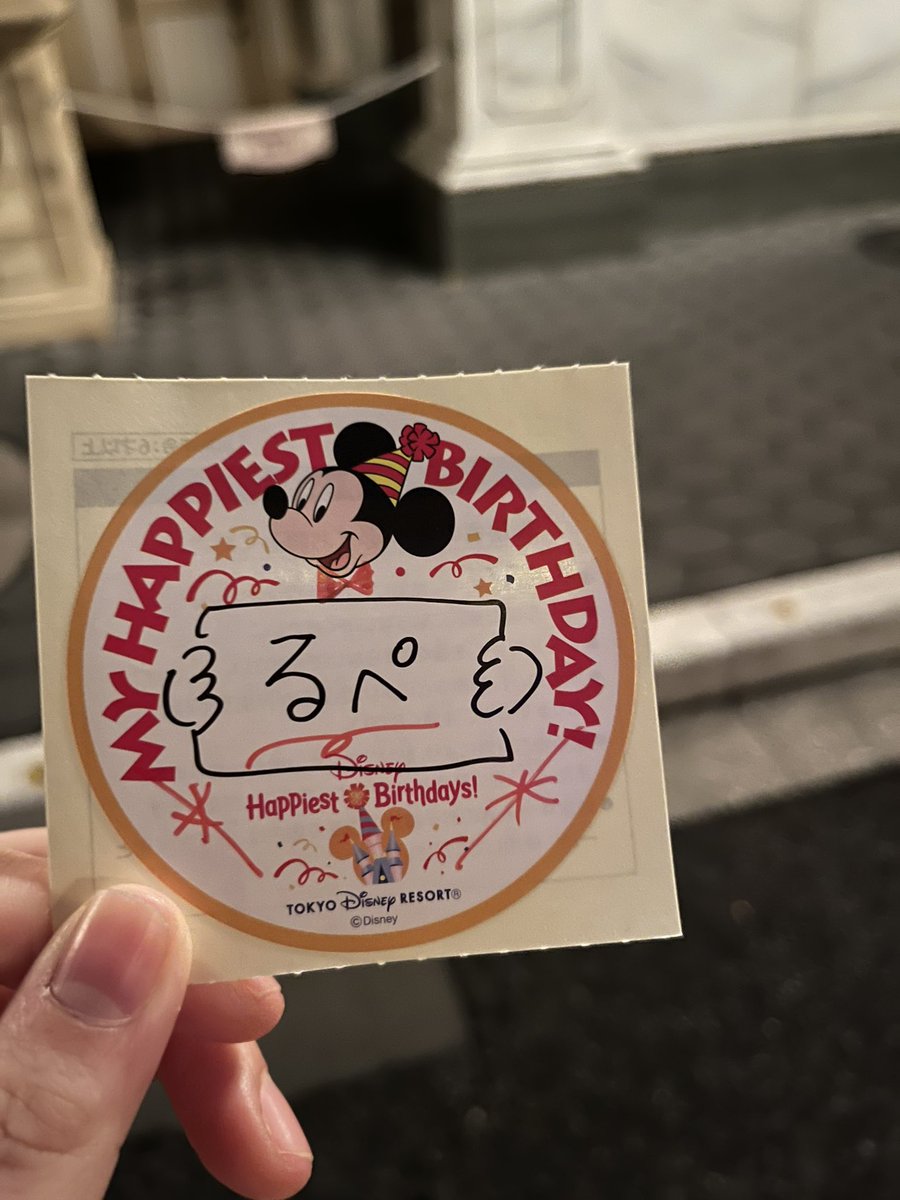 MY HAPPIEST BIRTHDAY!
るぺ
Disney
Happiest Birthdays!
TOKYO Disney RESORT®
©Disney